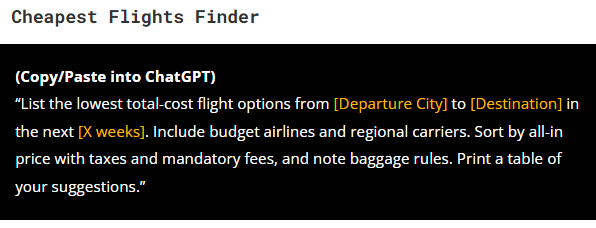 Cheapest Flights Finder
(Copy/Paste into ChatGPT)
“List the lowest total-cost flight options from [Departure City] to [Destination] in
the next [X weeks]. Include budget airlines and regional carriers. Sort by all-in
price with taxes and mandatory fees, and note baggage rules. Print a table of
your suggestions.”